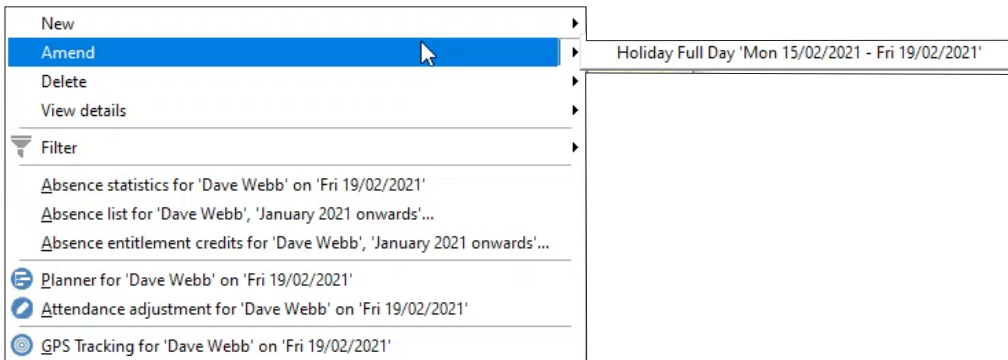 New
Amend
Holiday Full Day 'Mon 15/02/2021 - Fri 19/02/2021'
Delete
View details
Filter
Absence statistics for 'Dave Webb' on 'Fri 19/02/2021'
Absence list for 'Dave Webb', 'January 2021 onwards'...
Absence entitlement credits for 'Dave Webb', 'January 2021 onwards'...
Planner for 'Dave Webb' on 'Fri 19/02/2021'
Attendance adjustment for 'Dave Webb' on 'Fri 19/02/2021'
GPS Tracking for 'Dave Webb' on 'Fri 19/02/2021'